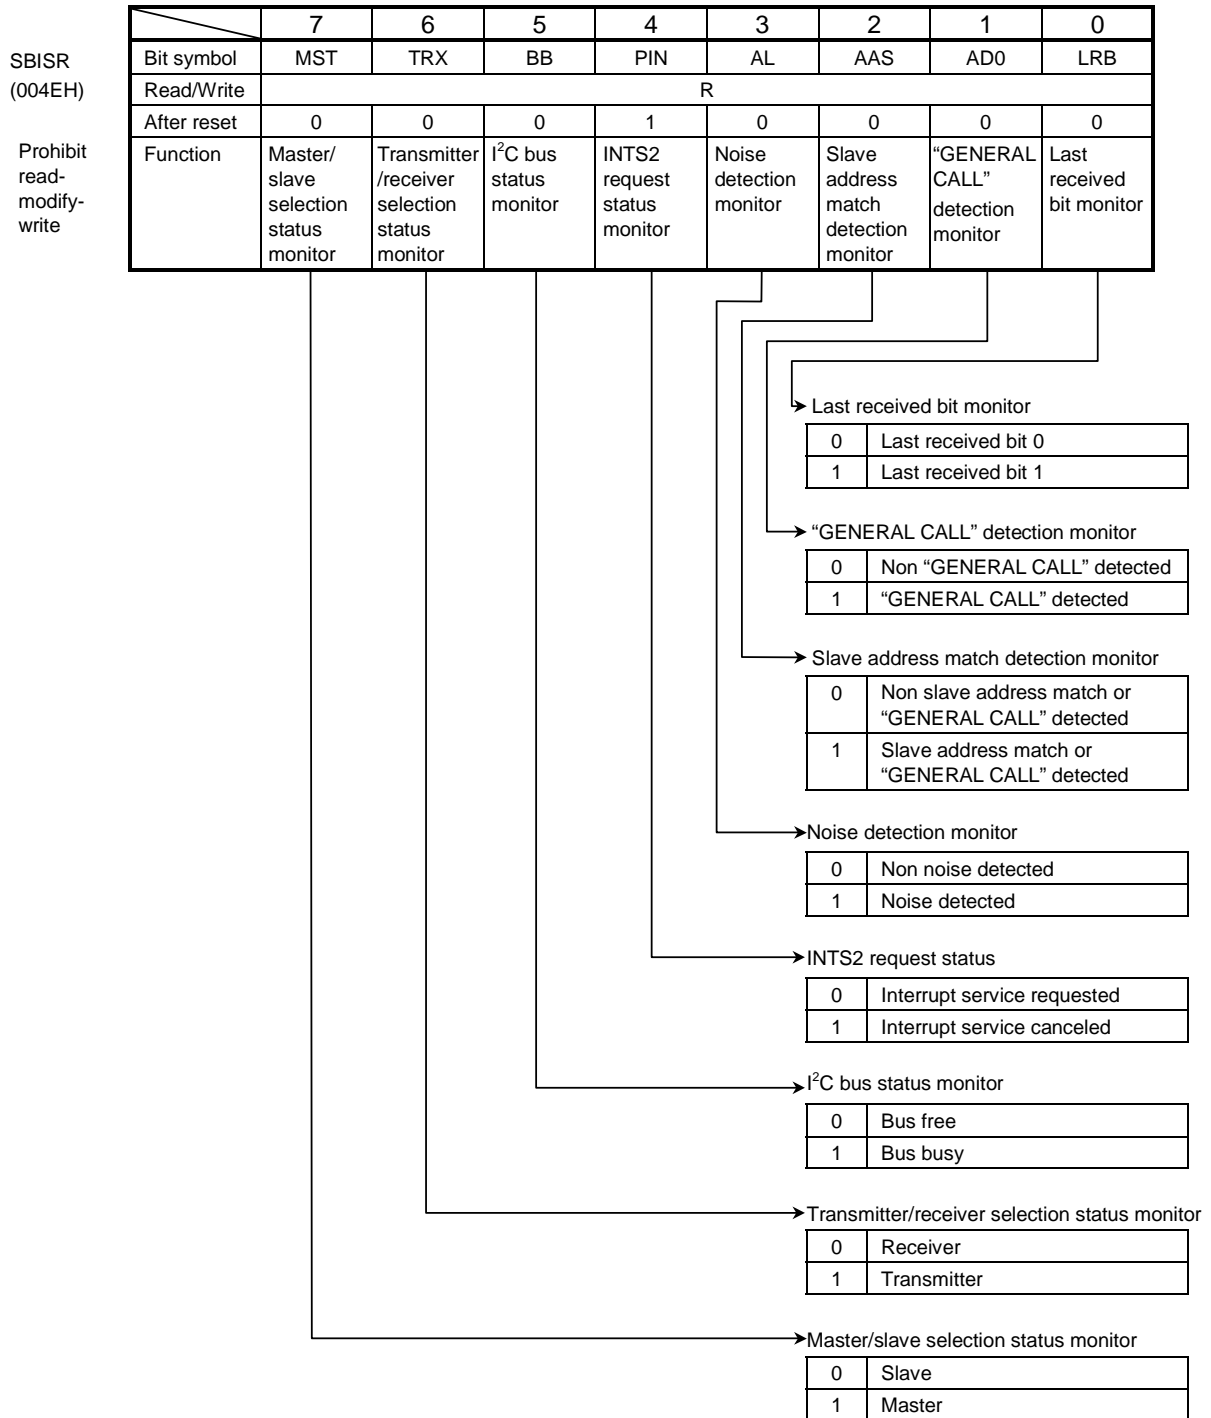 7 6 5 4 3 2 1 0
SBISR
(004EH)
Bit symbol MST TRX BB PIN AL AAS AD0 LRB
Read/Write R
After reset 0 0 0 1 0 0 0 0
Prohibit
read-
modify-
write
Function
Master/
slave
selection
status
monitor
Transmitter
/receiver
selection
status
monitor
I²C bus
status
monitor
INTS2
request
status
monitor
Noise
detection
monitor
Slave
address
match
detection
monitor
“GENERAL
CALL”
detection
monitor
Last
received
bit monitor
Last received bit monitor
0 Last received bit 0
1 Last received bit 1
“GENERAL CALL” detection monitor
0 Non “GENERAL CALL” detected
1 “GENERAL CALL” detected
Slave address match detection monitor
0 Non slave address match or
“GENERAL CALL” detected
1 Slave address match or
“GENERAL CALL” detected
Noise detection monitor
0 Non noise detected
1 Noise detected
INTS2 request status
0 Interrupt service requested
1 Interrupt service canceled
I²C bus status monitor
0 Bus free
1 Bus busy
Transmitter/receiver selection status monitor
0 Receiver
1 Transmitter
Master/slave selection status monitor
0 Slave
1 Master